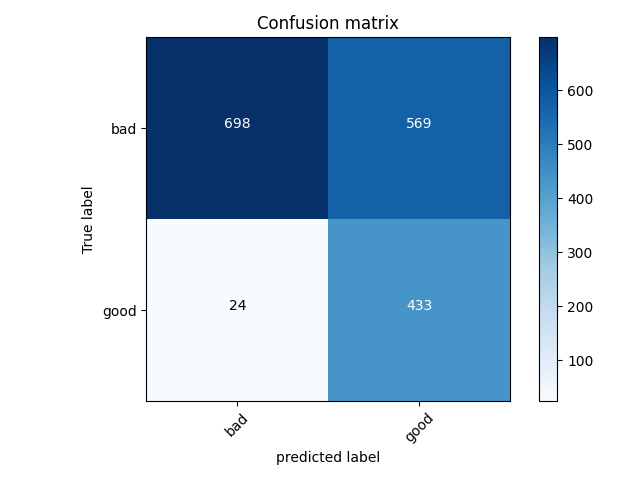 Confusion matrix
True label
bad
good
698
569
24
433
bad
good
predicted label
600
500
400
300
200
100